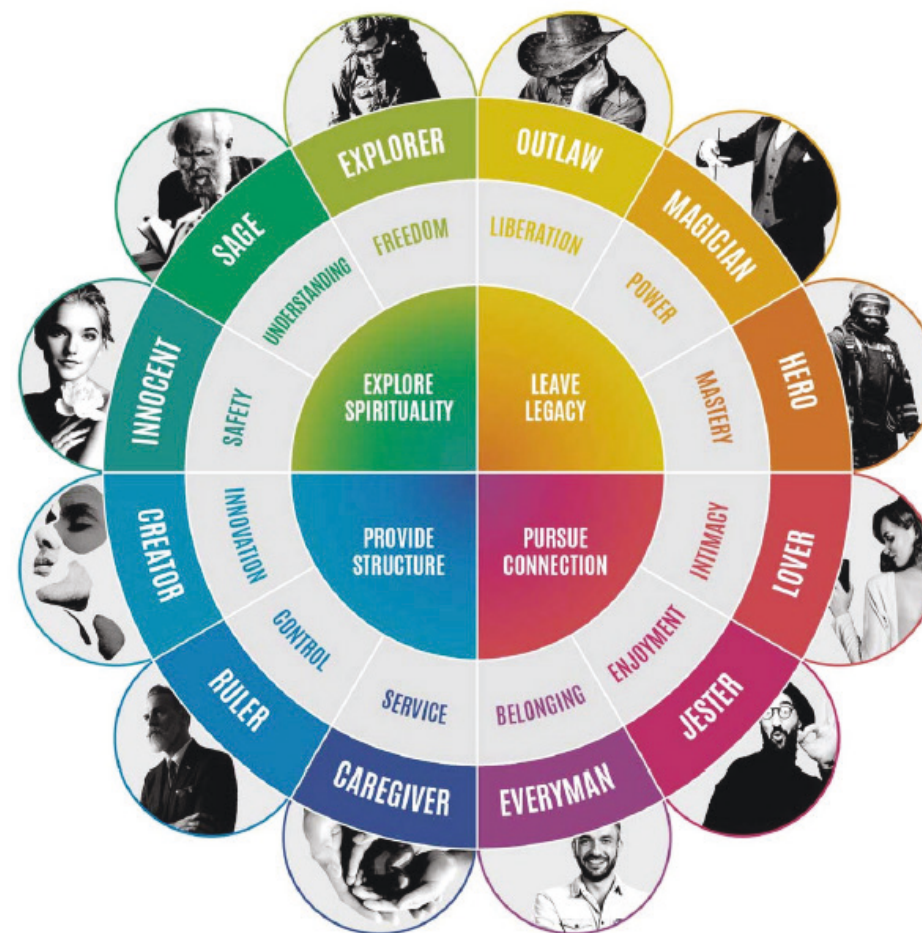 EXPLORER
OUTLAW
MAGICIAN
HERO
LOVER
JESTER
EVERYMAN
CAREGIVER
RULER
CREATOR
INNOCENT
SAGE
FREEDOM
LIBERATION
POWER
MASTERY
INTIMACY
ENJOYMENT
BELONGING
SERVICE
CONTROL
INNOVATION
SAFETY
UNDERSTANDING
EXPLORE
SPIRITUALITY
LEAVE
LEGACY
PROVIDE
STRUCTURE
PURSUE
CONNECTION